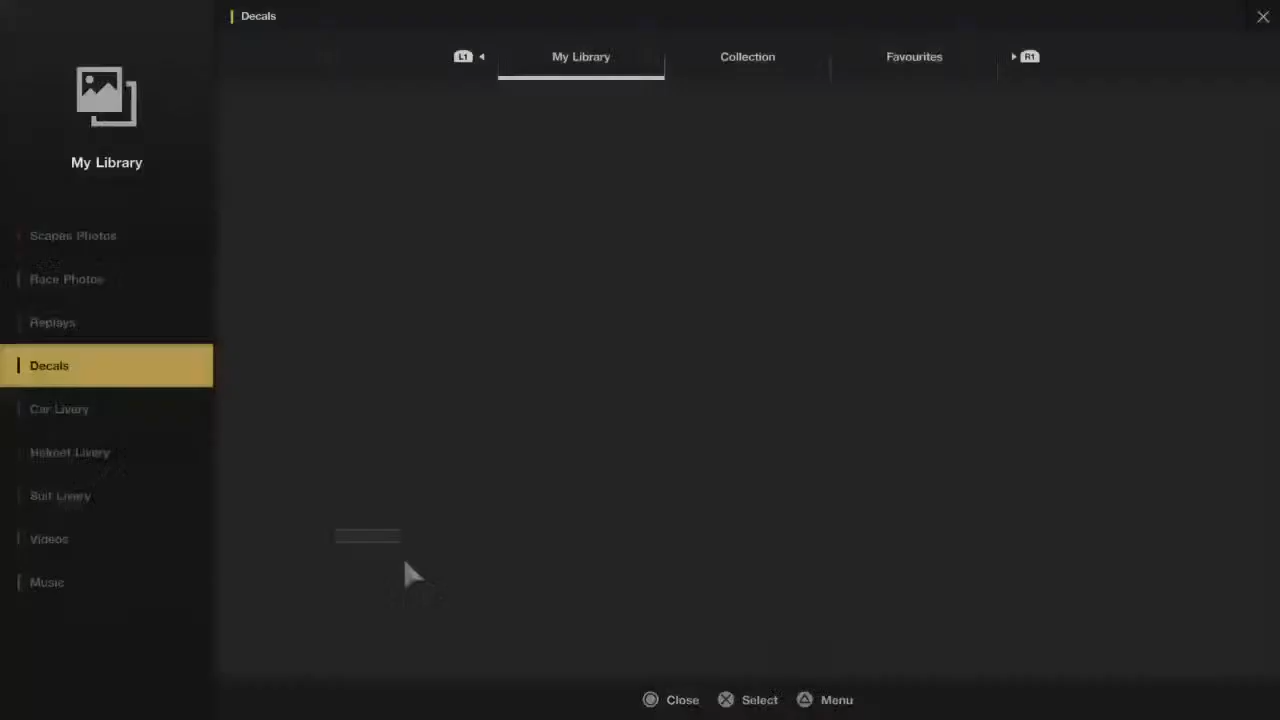 Decals
L1
My Library
Collection
Favourites
R1
My Library
Scapes Photos
Race Photos
Replays
Decals
Car Livery
Helmet Livery
Suit Livery
Videos
Music
Close
Select
Menu